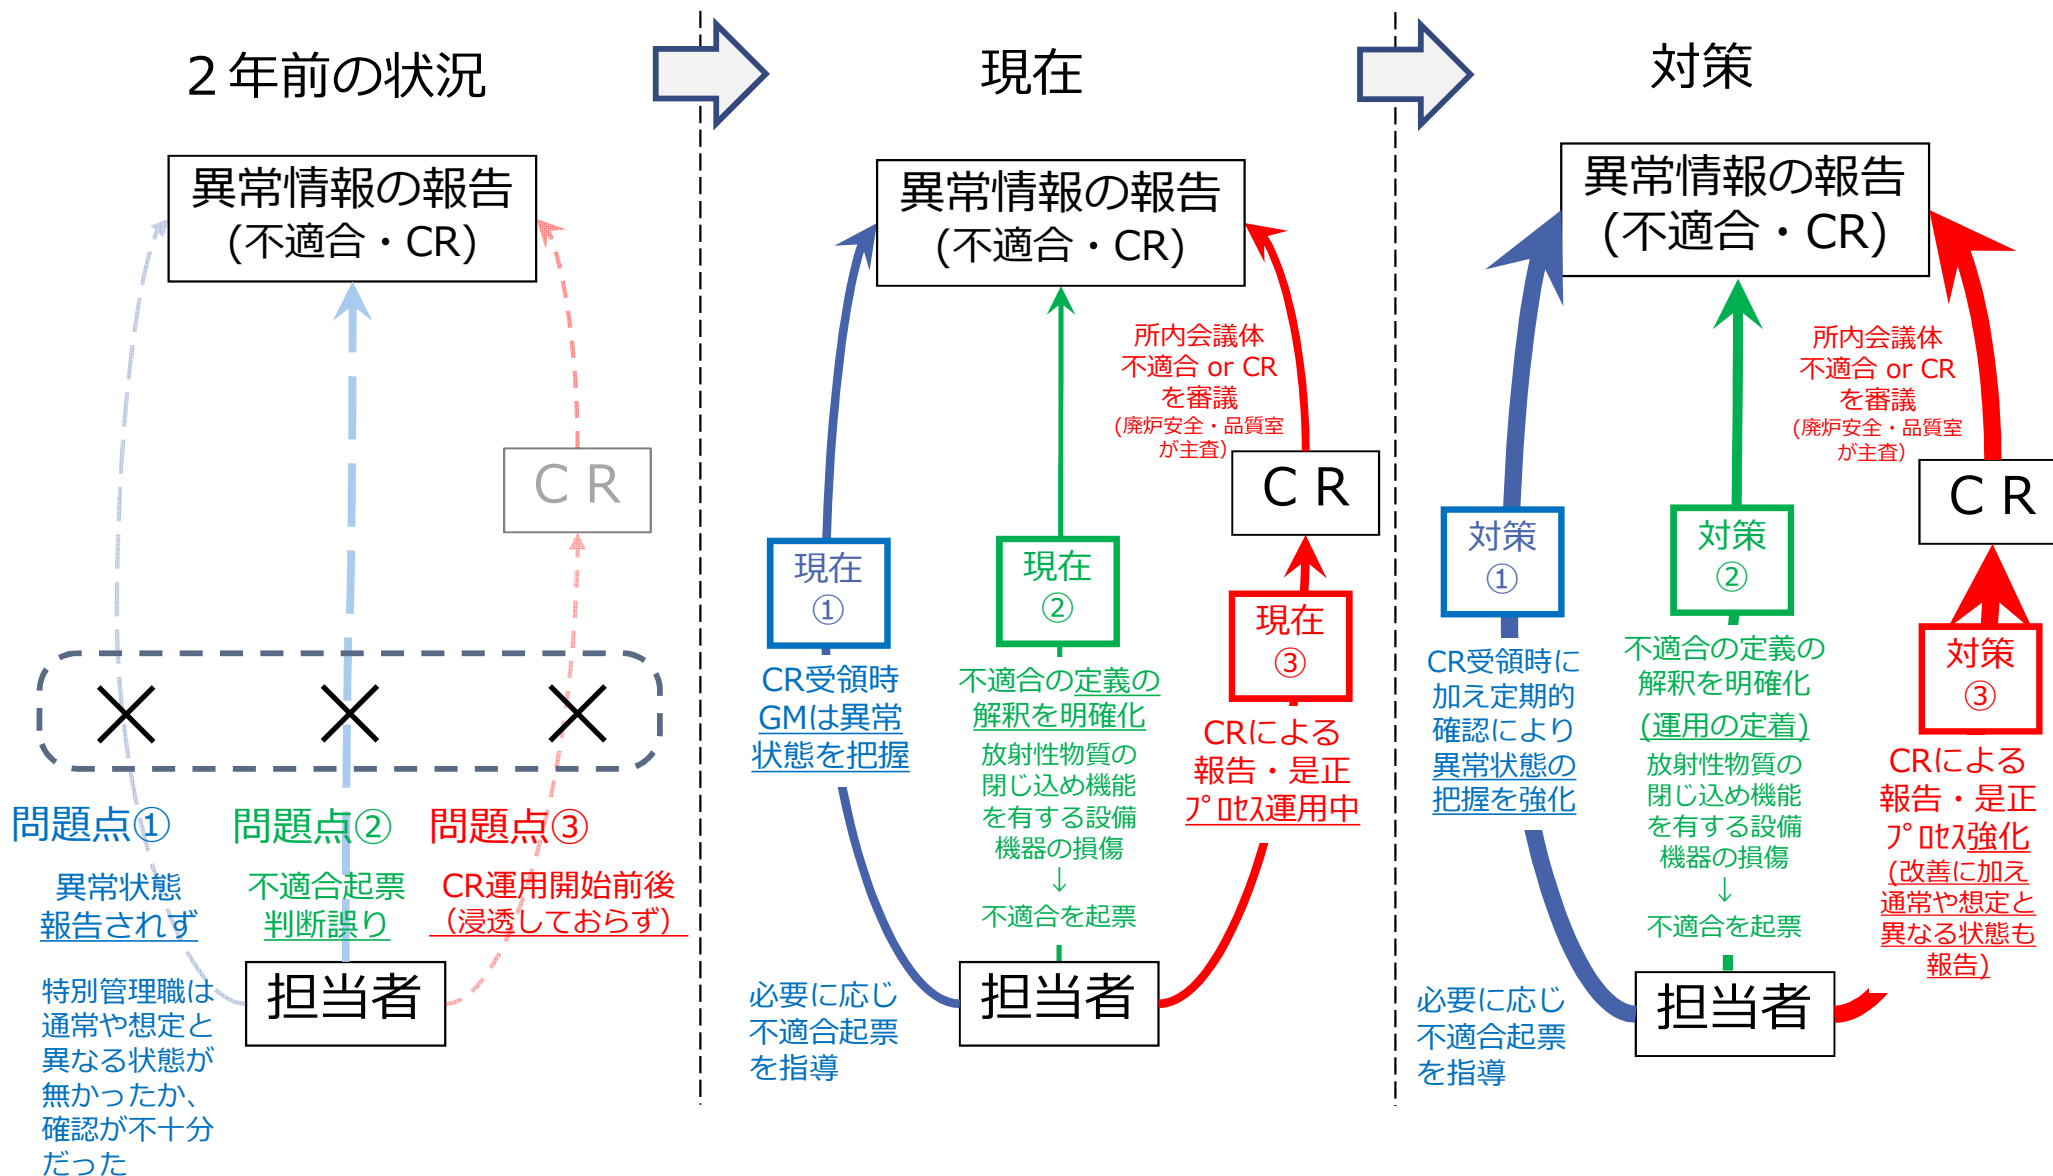 ２年前の状況
異常情報の報告
(不適合・CR)
ＣＲ
問題点①
異常状態
報告されず
特別管理職は
通常や想定と
異なる状態が
無かったか、
確認が不十分
だった
問題点②
不適合起票
判断誤り
問題点③
CR運用開始前後
（浸透しておらず）
担当者
現在
異常情報の報告
(不適合・CR)
所内会議体
不適合 or CR
を審議
(廃炉安全・品質室
が主査)
ＣＲ
現在
①
CR受領時
GMは異常
状態を把握
必要に応じ
不適合起票
を指導
現在
②
不適合の定義の
解釈を明確化
放射性物質の
閉じ込め機能
を有する設備
機器の損傷
↓
不適合を起票
現在
③
CRによる
報告・是正
ﾌﾟﾛｾｽ運用中
担当者
対策
異常情報の報告
(不適合・CR)
所内会議体
不適合 or CR
を審議
(廃炉安全・品質室
が主査)
ＣＲ
対策
①
CR受領時に
加え定期的
確認により
異常状態の
把握を強化
必要に応じ
不適合起票
を指導
対策
②
不適合の定義の
解釈を明確化
(運用の定着)
放射性物質の
閉じ込め機能
を有する設備
機器の損傷
↓
不適合を起票
対策
③
CRによる
報告・是正
ﾌﾟﾛｾｽ強化
(改善に加え
通常や想定と
異なる状態も
報告)
担当者